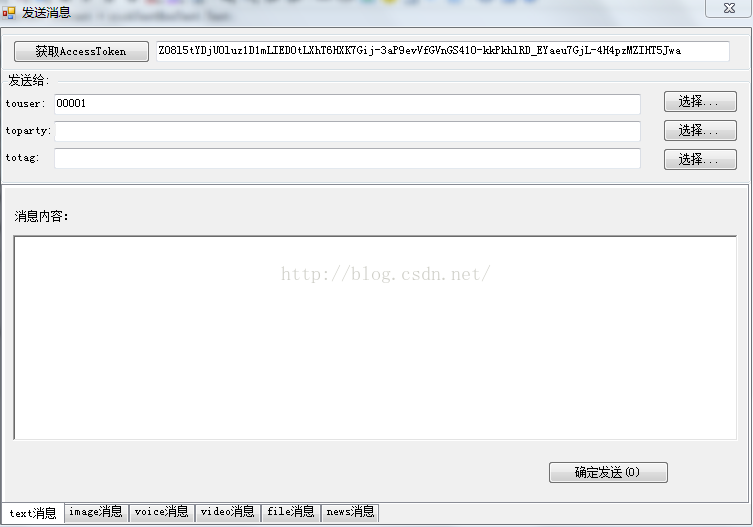 发送消息
获取AccessToken
ZO8l5tYDjUOluz1D1mLIEDOtLXhT6HXK7Gij-3aP9evVfGVnGS410-kkPkhlRD_EYaeu7GjL-4H4pzMZIHT5Jwa
发送给:
touser: 00001 选择...
toparty: 选择...
totag: 选择...
消息内容:
http://blog.csdn.net/
确定发送(O)
text消息 image消息 voice消息 video消息 file消息 news消息